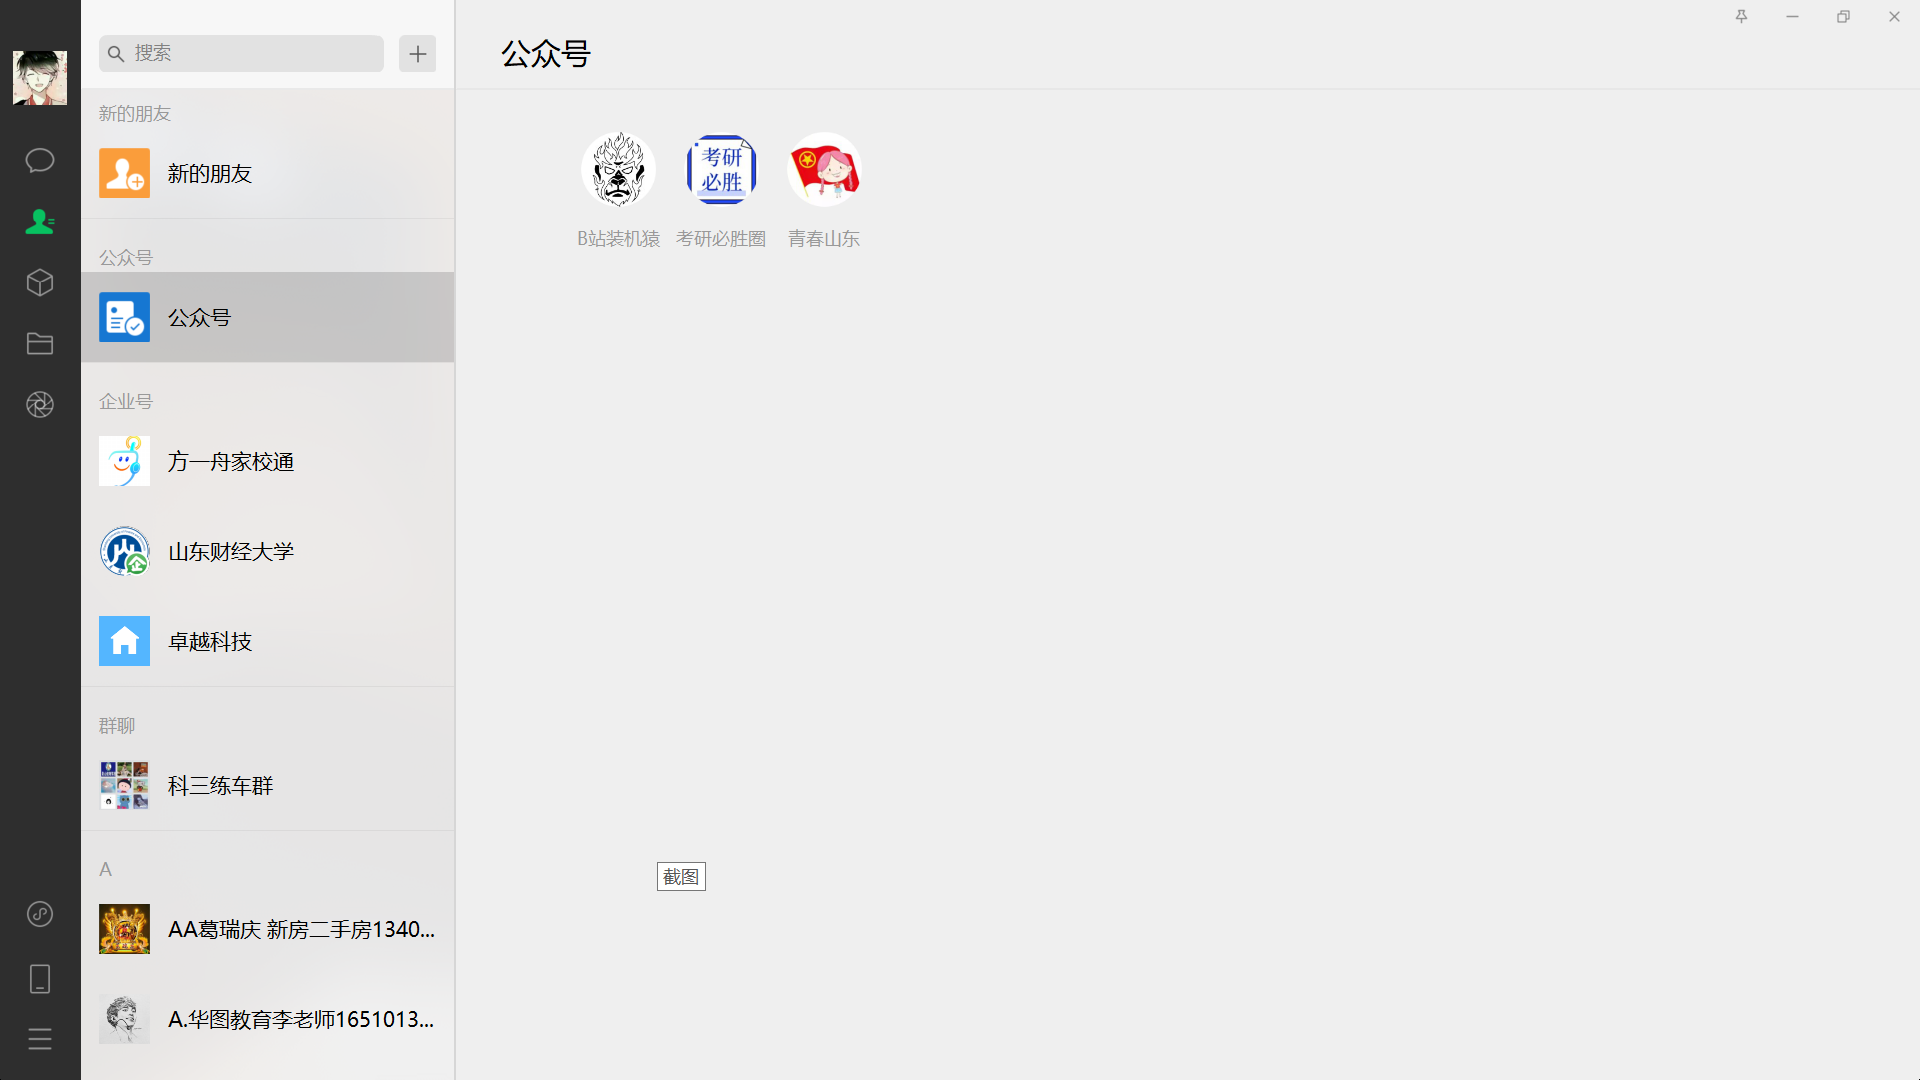 搜索
新的朋友
新的朋友
公众号
公众号
企业号
方一舟家校通
山东财经大学
卓越科技
群聊
科三练车群
A
AA葛瑞庆 新房二手房1340...
A.华图教育李老师1651013...
公众号
考研
必胜
B站装机猿
考研必胜圈
青春山东
截图